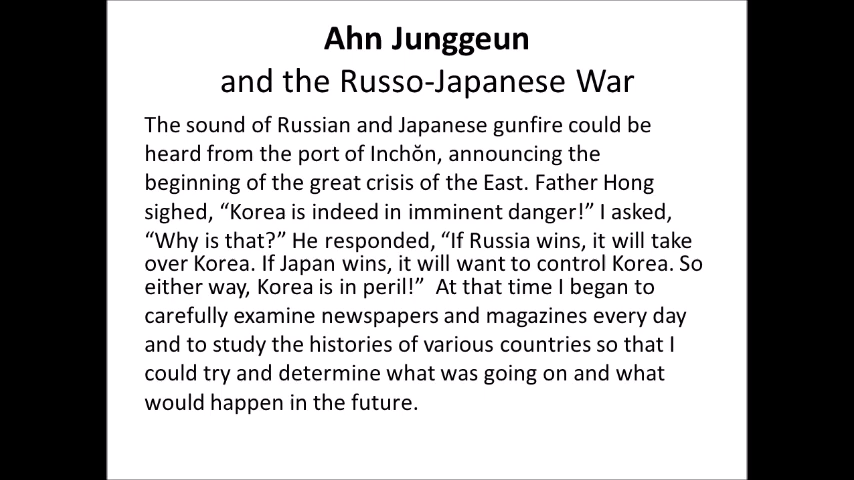 Ahn Junggeun
and the Russo-Japanese War
The sound of Russian and Japanese gunfire could be
heard from the port of Inchŏn, announcing the
beginning of the great crisis of the East. Father Hong
sighed, “Korea is indeed in imminent danger!” I asked,
“Why is that?” He responded, “If Russia wins, it will take
over Korea. If Japan wins, it will want to control Korea. So
either way, Korea is in peril!”  At that time I began to
carefully examine newspapers and magazines every day
and to study the histories of various countries so that I
could try and determine what was going on and what
would happen in the future.